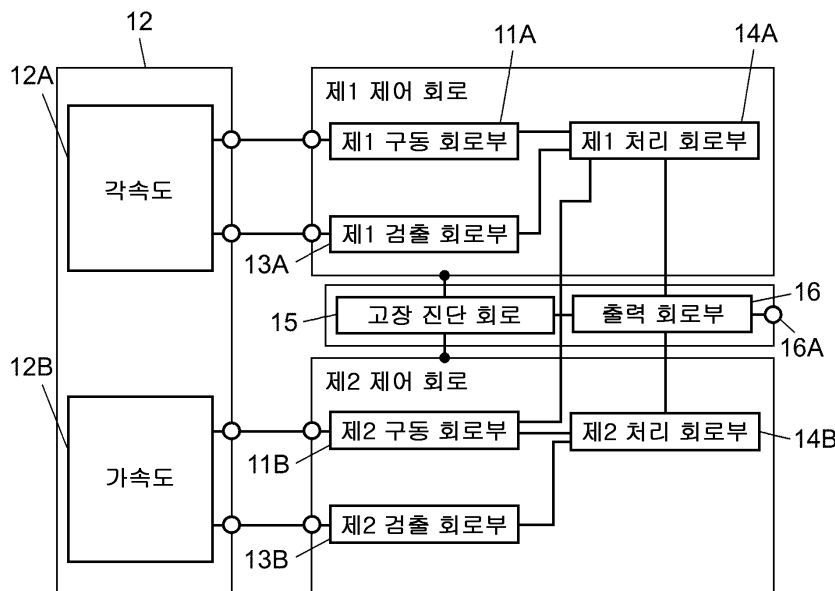 12
11A
14A
12A
제1 제어 회로
제1 구동 회로부
제1 처리 회로부
각속도
제1 검출 회로부
13A
16
15
고장 진단 회로
출력 회로부
16A
12B
제2 제어 회로
제2 구동 회로부
제2 처리 회로부
14B
11B
가속도
제2 검출 회로부
13B